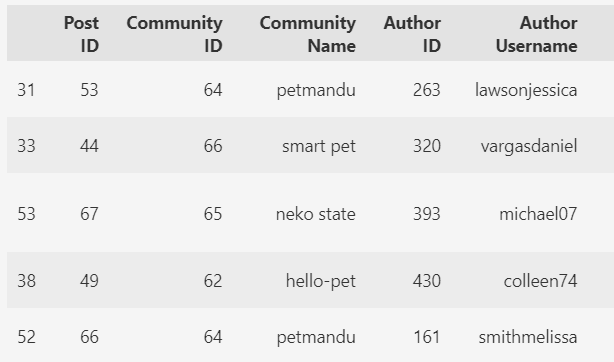 Post ID Community ID Community Name Author ID Author Username
31 53 64 petmandu 263 lawsonjessica
33 44 66 smart pet 320 vargasdaniel
53 67 65 neko state 393 michael07
38 49 62 hello-pet 430 colleen74
52 66 64 petmandu 161 smithmelissa